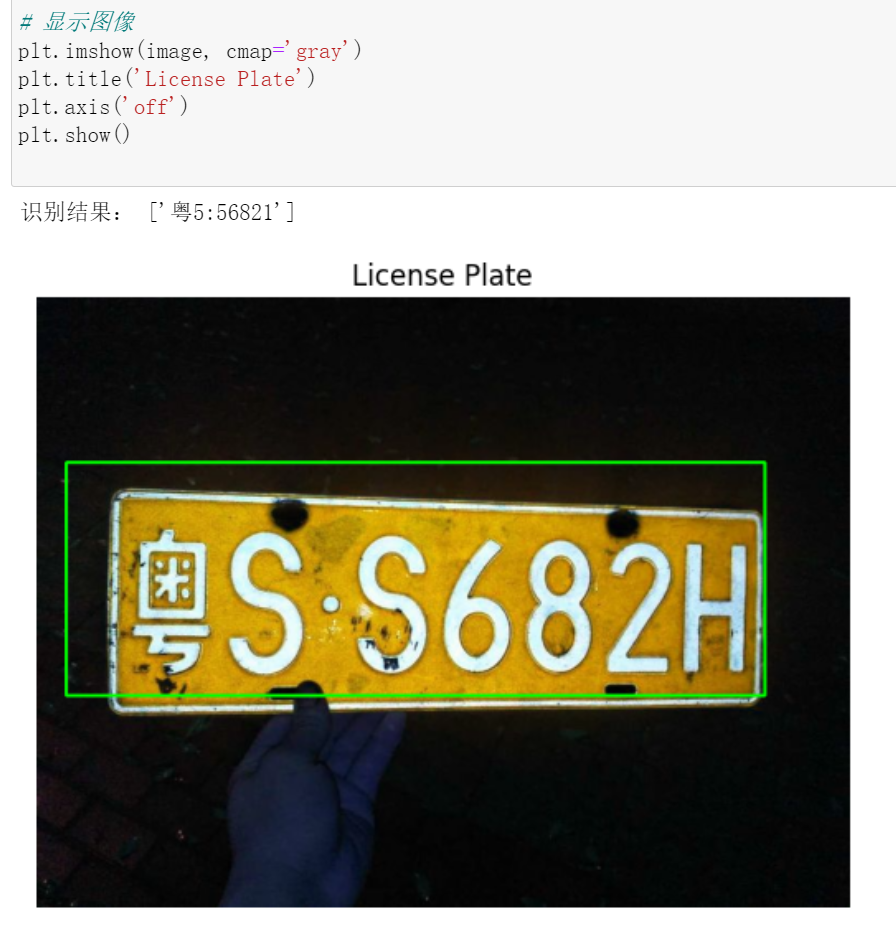 # 显示图像
plt.imshow(image, cmap='gray')
plt.title('License Plate')
plt.axis('off')
plt.show()
识别结果： ['粤5:56821']
License Plate
粤S·S682H